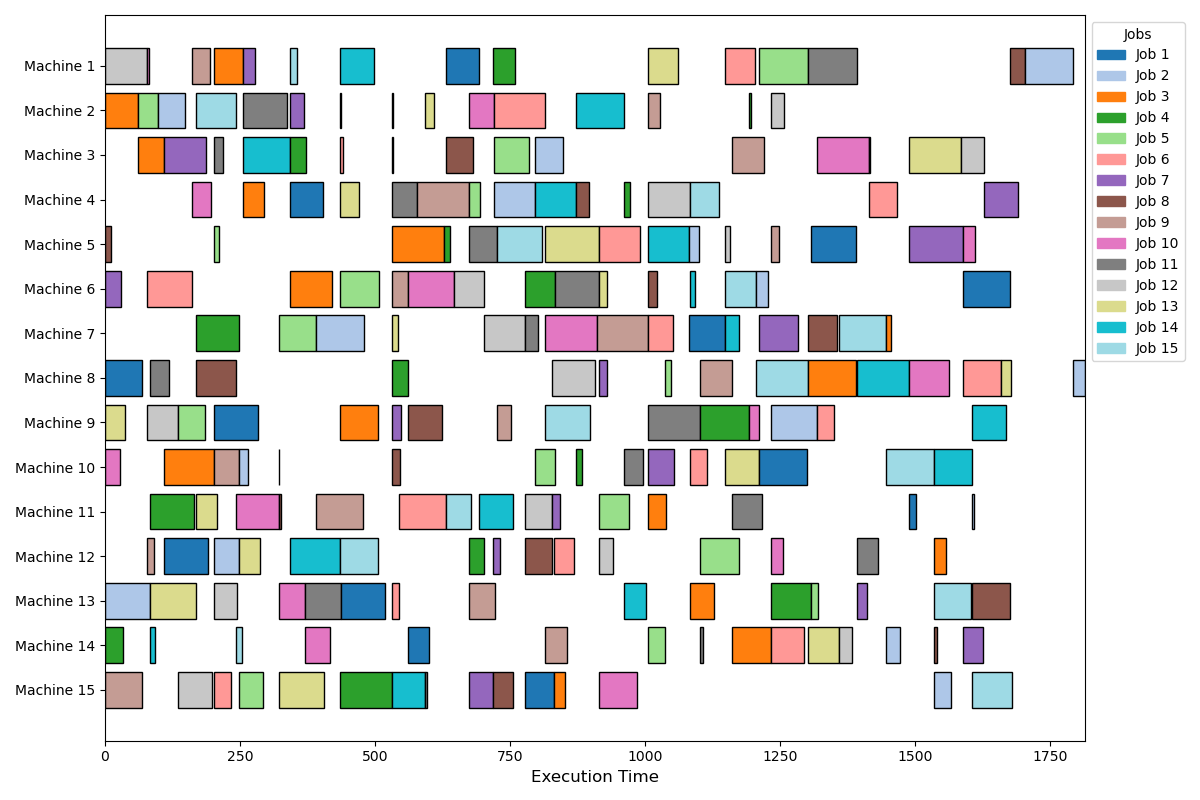 Machine 1
Machine 2
Machine 3
Machine 4
Machine 5
Machine 6
Machine 7
Machine 8
Machine 9
Machine 10
Machine 11
Machine 12
Machine 13
Machine 14
Machine 15
0 250 500 750 1000 1250 1500 1750
Execution Time
Jobs
Job 1
Job 2
Job 3
Job 4
Job 5
Job 6
Job 7
Job 8
Job 9
Job 10
Job 11
Job 12
Job 13
Job 14
Job 15